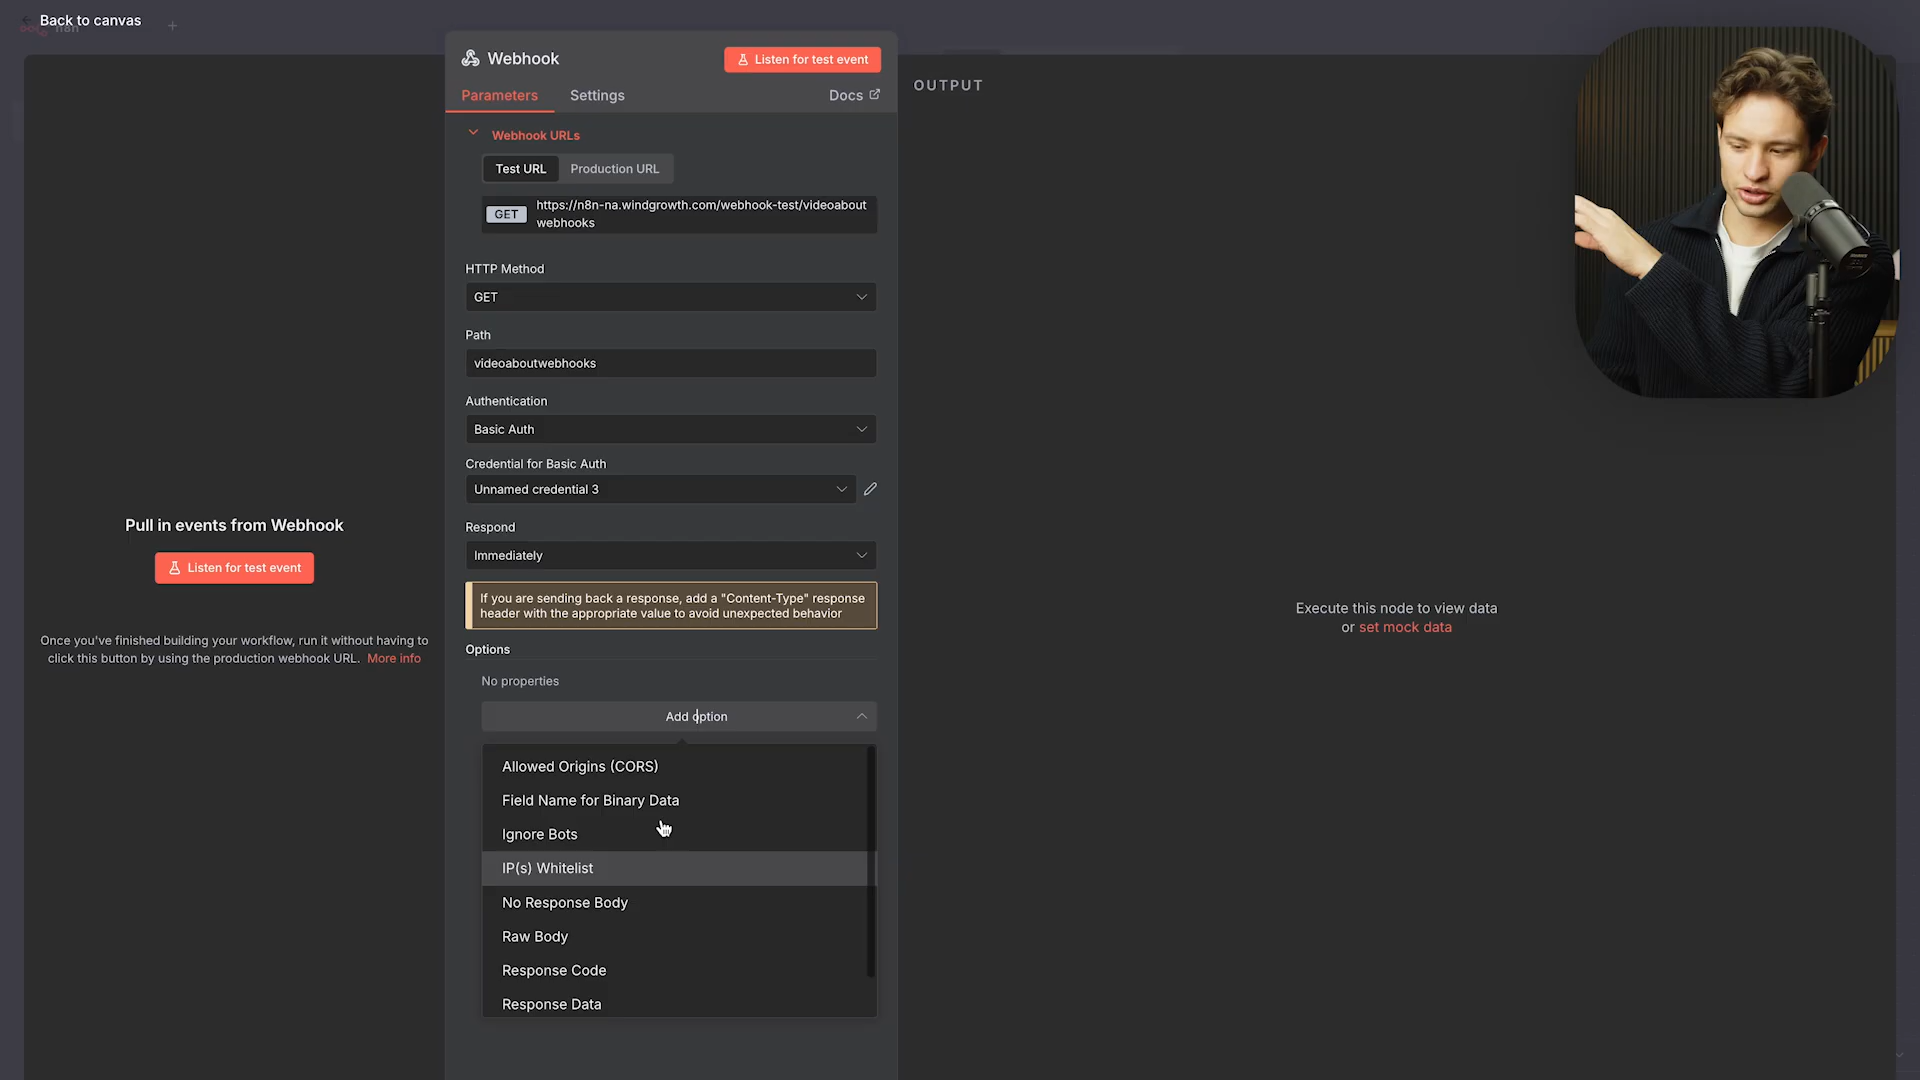 Back to canvas
n8n
+
Webhook
Listen for test event
Parameters
Settings
Docs
Webhook URLs
Test URL
Production URL
GET
https://n8n-na.windgrowth.com/webhook-test/videoabout
webhooks
HTTP Method
GET
Path
videoaboutwebhooks
Authentication
Basic Auth
Credential for Basic Auth
Unnamed credential 3
Respond
Immediately
If you are sending back a response, add a "Content-Type" response
header with the appropriate value to avoid unexpected behavior
Options
No properties
Add option
Allowed Origins (CORS)
Field Name for Binary Data
Ignore Bots
IP(s) Whitelist
No Response Body
Raw Body
Response Code
Response Data
Pull in events from Webhook
Listen for test event
Once you've finished building your workflow, run it without having to
click this button by using the production webhook URL. More info
OUTPUT
Execute this node to view data
or set mock data